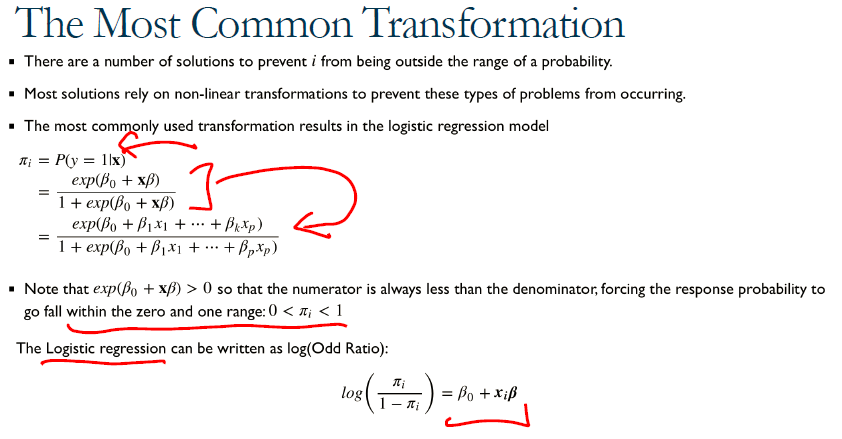 The Most Common Transformation
▪ There are a number of solutions to prevent i from being outside the range of a probability.
▪ Most solutions rely on non-linear transformations to prevent these types of problems from occurring.
▪ The most commonly used transformation results in the logistic regression model
πᵢ = P(y = 1|x)
= exp(β₀ + xβ) / 1 + exp(β₀ + xβ)
= exp(β₀ + β₁x₁ + ⋯ + βₖxₚ) / 1 + exp(β₀ + β₁x₁ + ⋯ + βₚxₚ)
▪ Note that exp(β₀ + xβ) > 0 so that the numerator is always less than the denominator, forcing the response probability to
go fall within the zero and one range: 0 < πᵢ < 1
The Logistic regression can be written as log(Odd Ratio):
log(πᵢ / 1 − πᵢ) = β₀ + xᵢβ